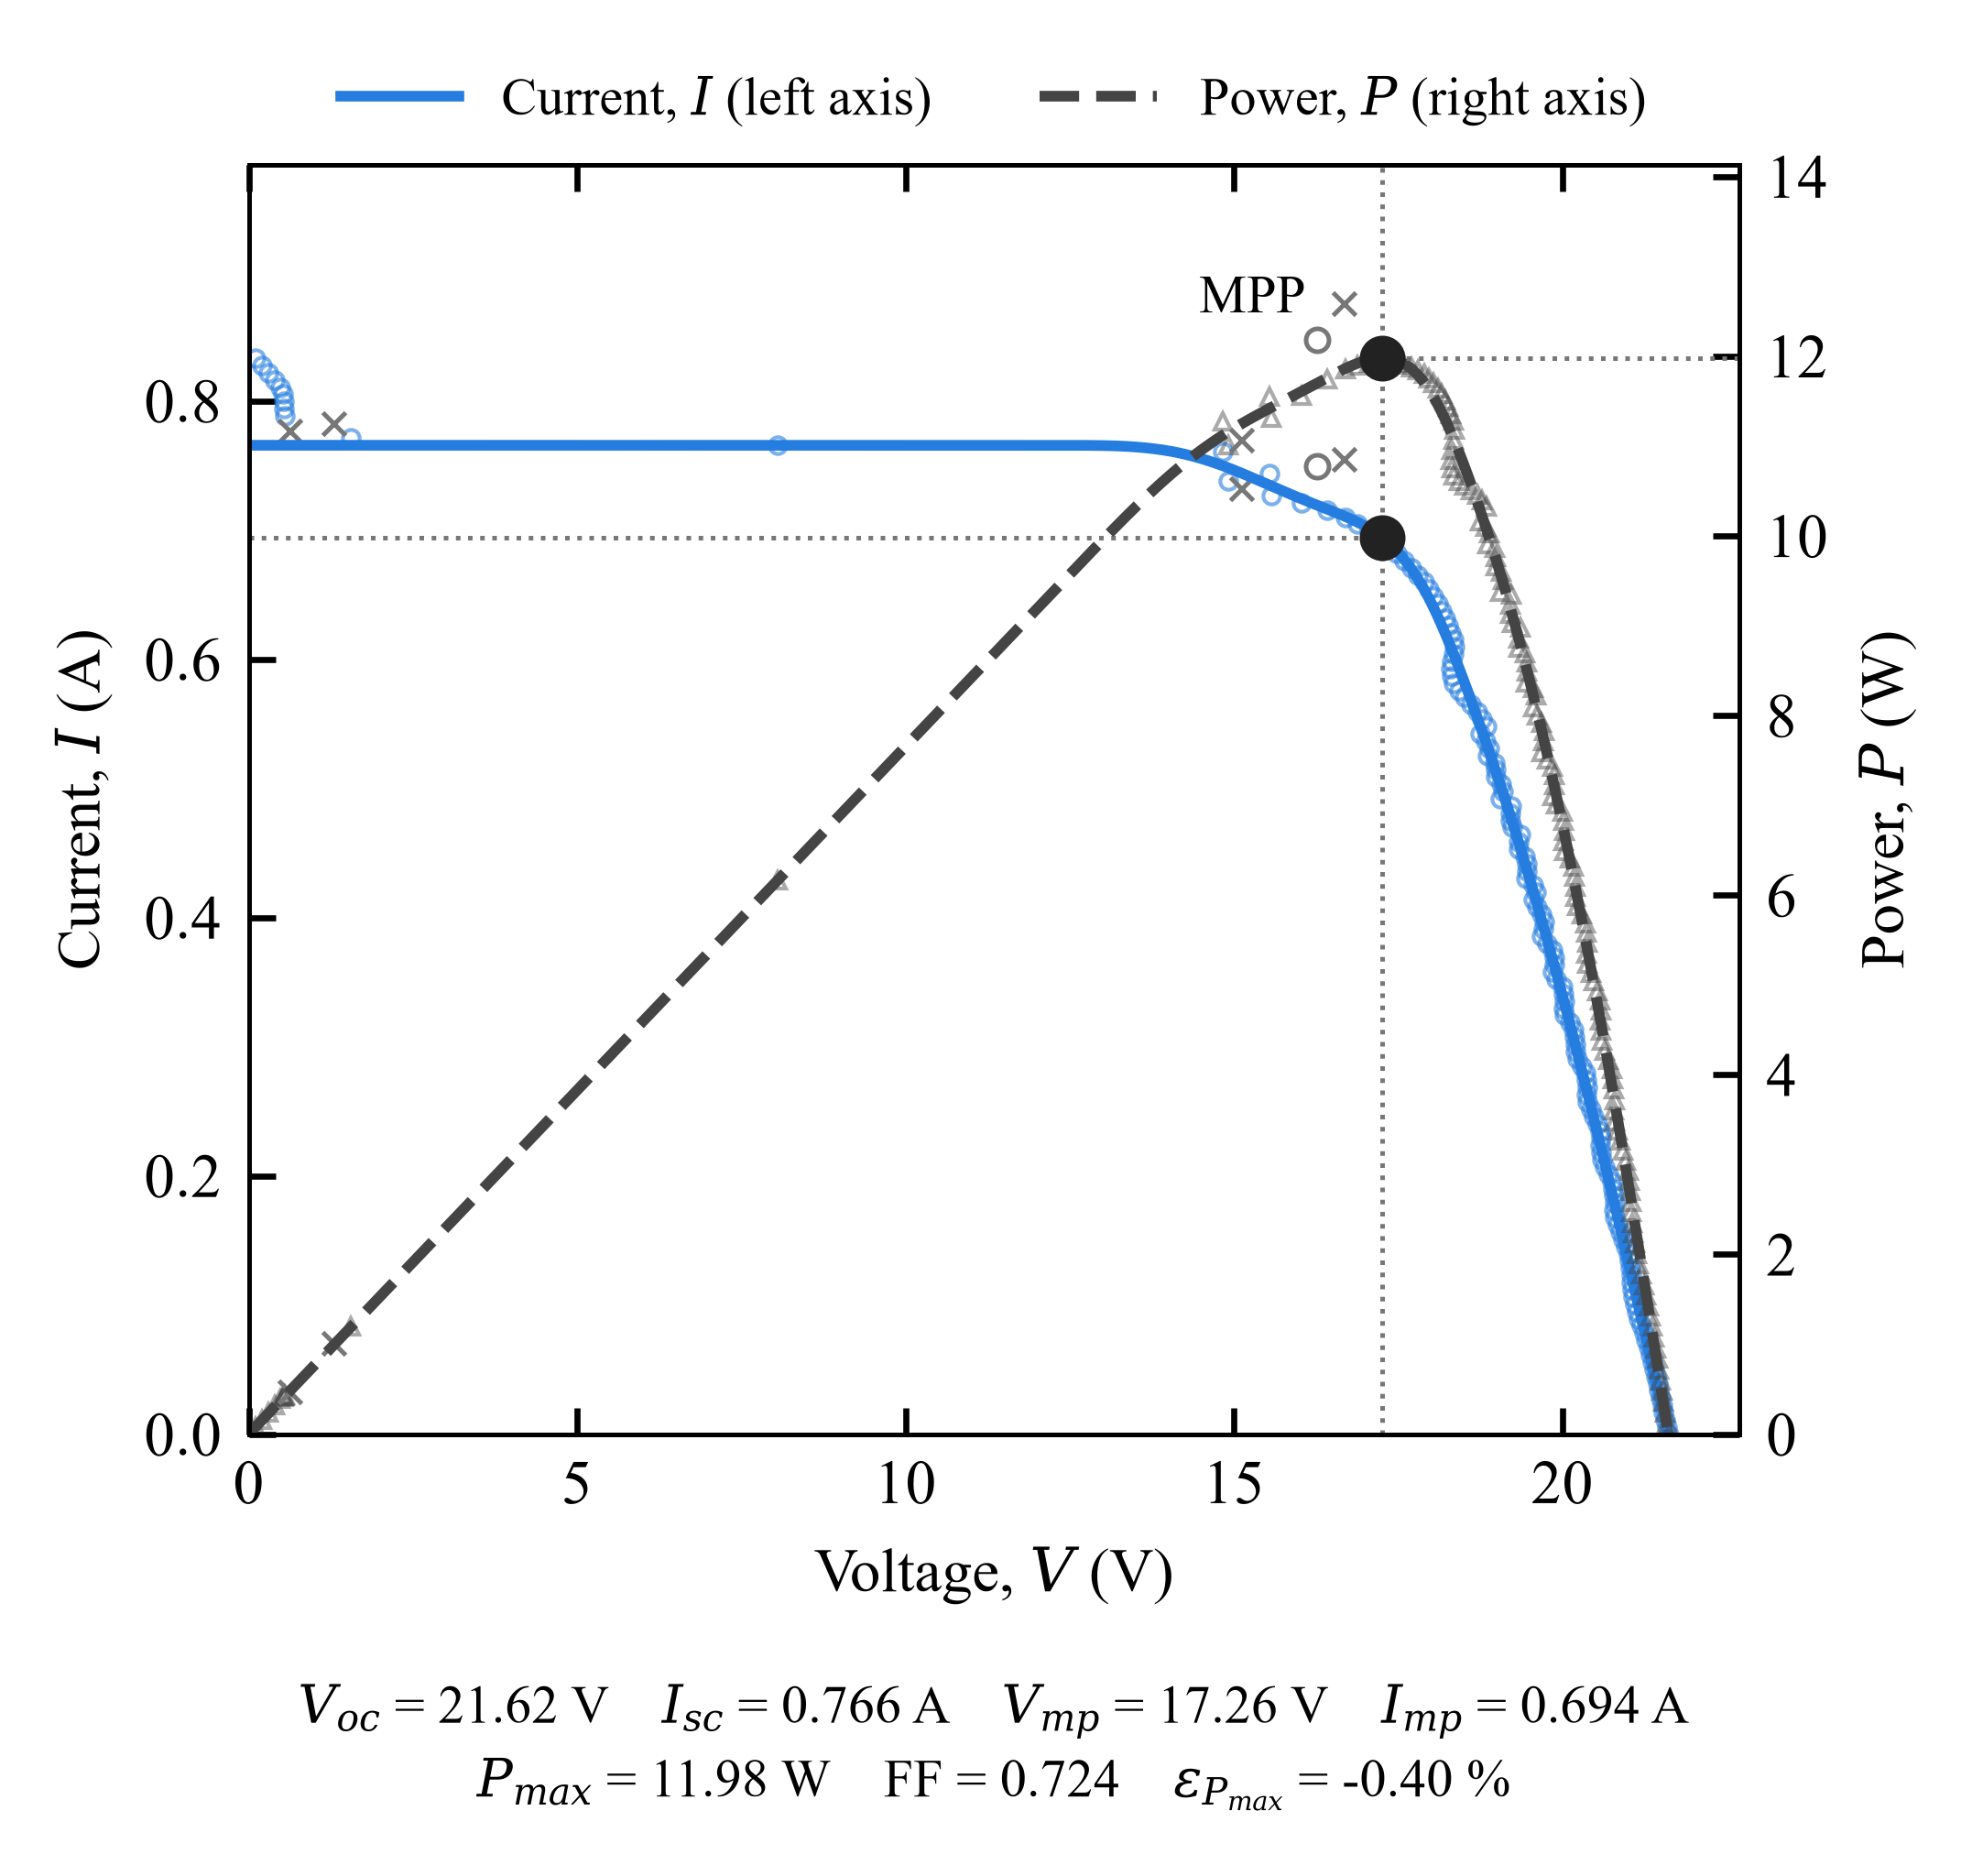 Current, I (left axis) Power, P (right axis)
14
MPP
12
0.8
10
0.6
8
Current, I (A)
Power, P (W)
6
0.4
4
0.2
2
0.0
0
0 5 10 15 20
Voltage, V (V)
V_oc = 21.62 V I_sc = 0.766 A V_mp = 17.26 V I_mp = 0.694 A
P_max = 11.98 W FF = 0.724 ε_P_max = -0.40 %